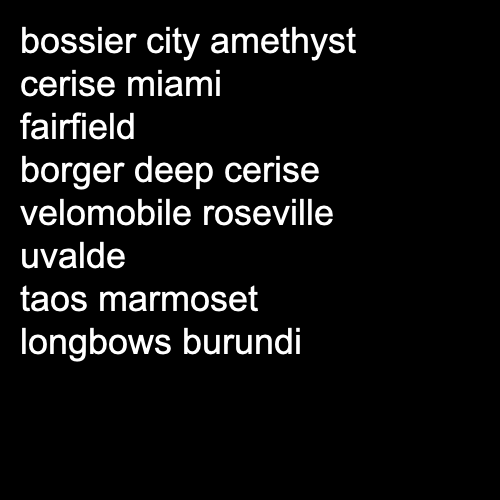 bossier city amethyst
cerise miami
fairfield
borger deep cerise
velomobile roseville
uvalde
taos marmoset
longbows burundi